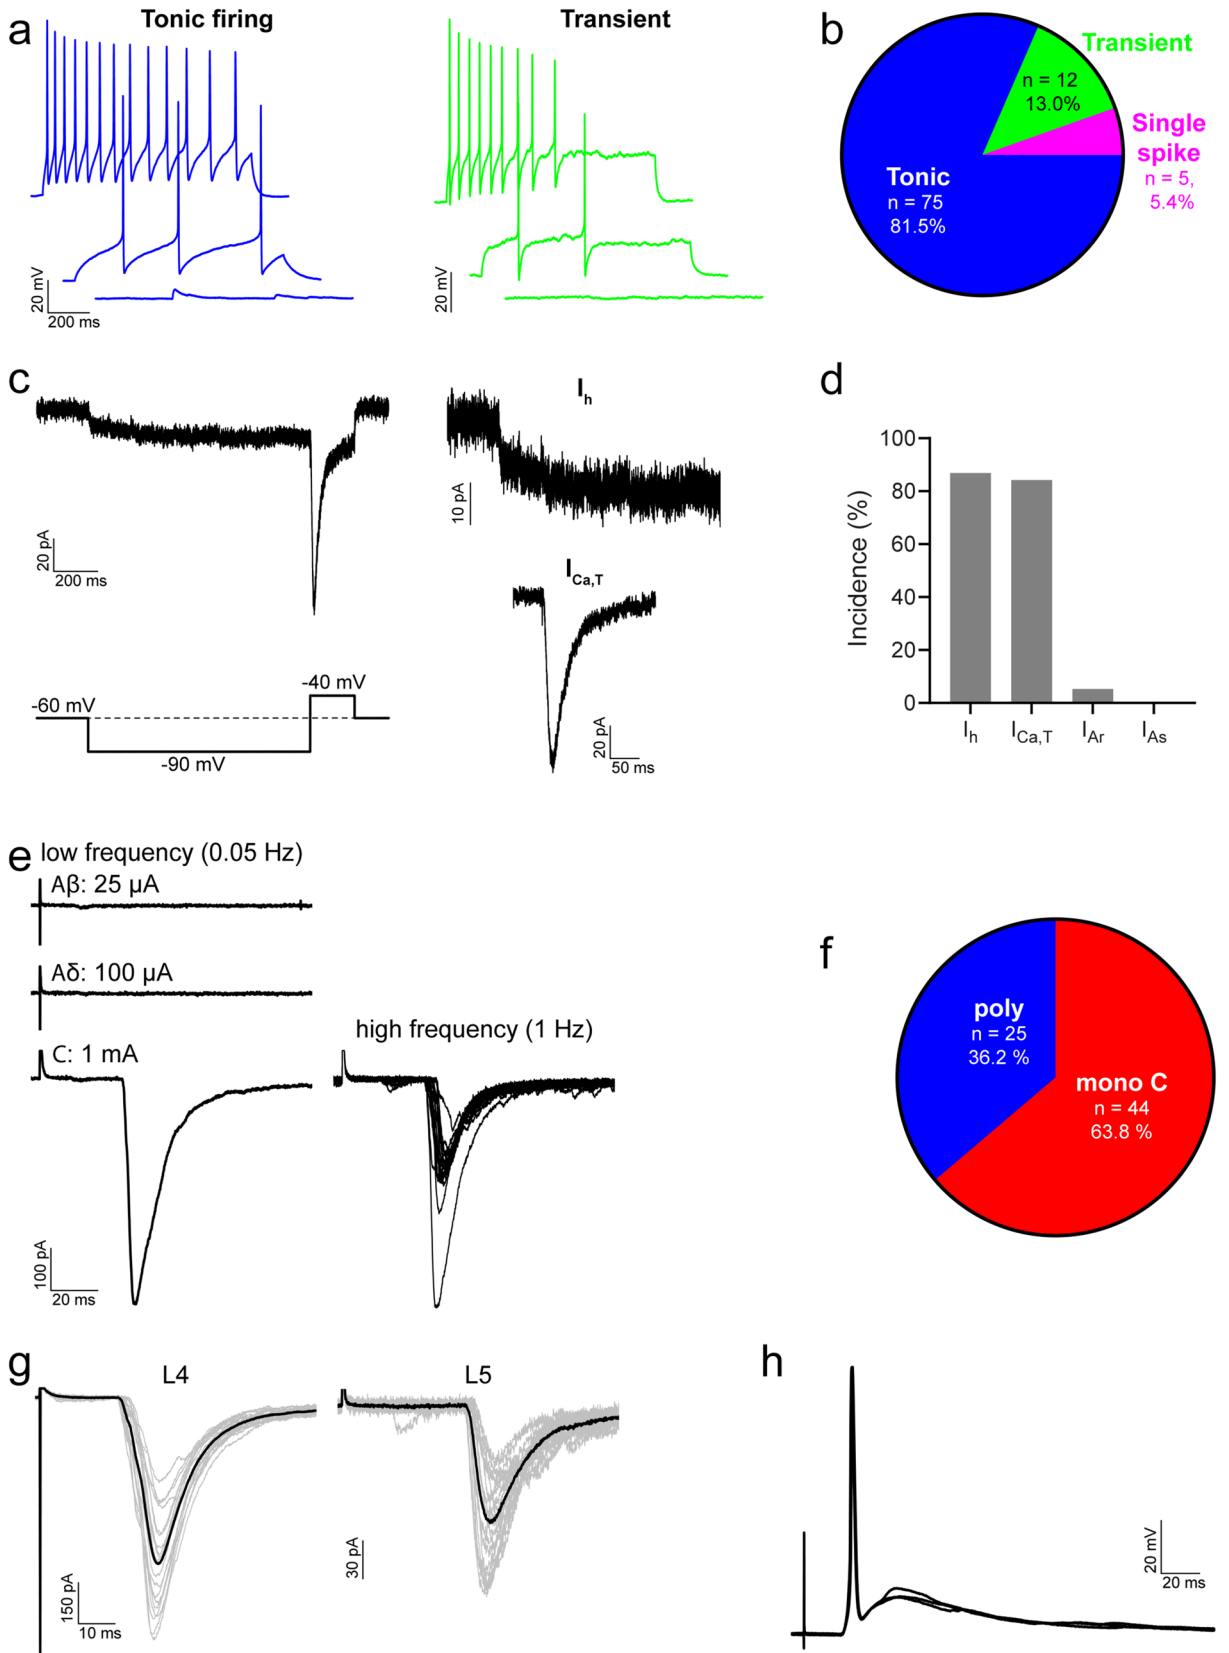 a
Tonic firing
Transient
20 mV
200 ms
20 mV
b
Transient
n = 12
13.0%
Single
spike
n = 5,
5.4%
Tonic
n = 75
81.5%
c
20 pA
200 ms
-60 mV
-40 mV
-90 mV
Ih
10 pA
ICa,T
20 pA
50 ms
d
Incidence (%)
100
80
60
40
20
0
Ih
ICa,T
IAr
IAs
e
low frequency (0.05 Hz)
Aβ: 25 µA
Aδ: 100 µA
C: 1 mA
high frequency (1 Hz)
100 pA
20 ms
f
poly
n = 25
36.2 %
mono C
n = 44
63.8 %
g
L4
L5
150 pA
10 ms
30 pA
h
20 mV
20 ms